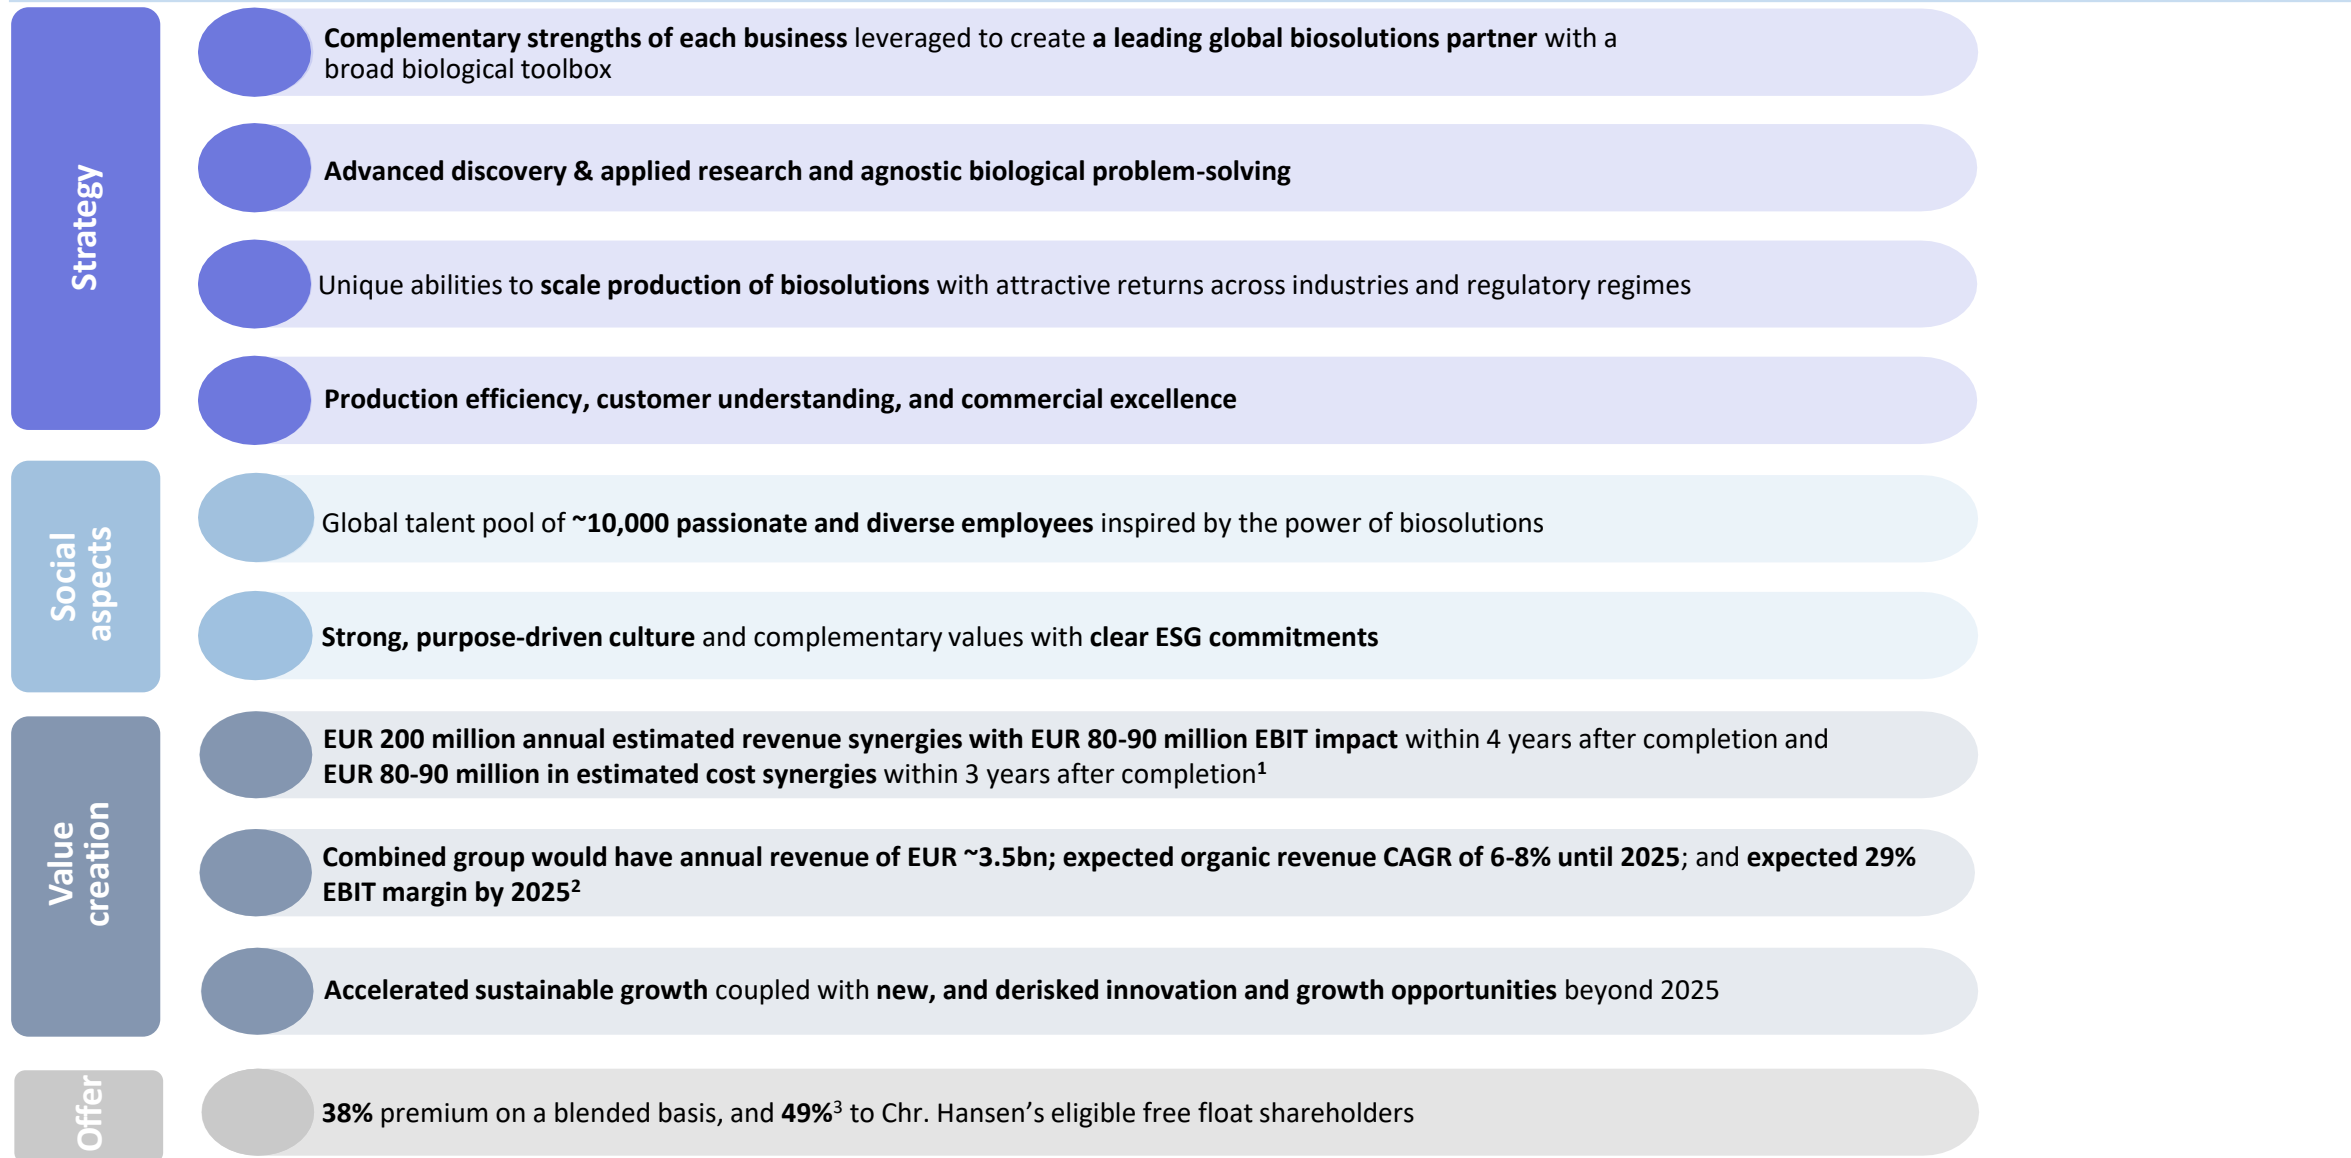 Strategy
Complementary strengths of each business leveraged to create a leading global biosolutions partner with a
broad biological toolbox
Advanced discovery & applied research and agnostic biological problem-solving
Unique abilities to scale production of biosolutions with attractive returns across industries and regulatory regimes
Production efficiency, customer understanding, and commercial excellence
Social
aspects
Global talent pool of ~10,000 passionate and diverse employees inspired by the power of biosolutions
Strong, purpose-driven culture and complementary values with clear ESG commitments
Value
creation
EUR 200 million annual estimated revenue synergies with EUR 80-90 million EBIT impact within 4 years after completion and
EUR 80-90 million in estimated cost synergies within 3 years after completion¹
Combined group would have annual revenue of EUR ~3.5bn; expected organic revenue CAGR of 6-8% until 2025; and expected 29%
EBIT margin by 2025²
Accelerated sustainable growth coupled with new, and derisked innovation and growth opportunities beyond 2025
Offer
38% premium on a blended basis, and 49%³ to Chr. Hansen’s eligible free float shareholders